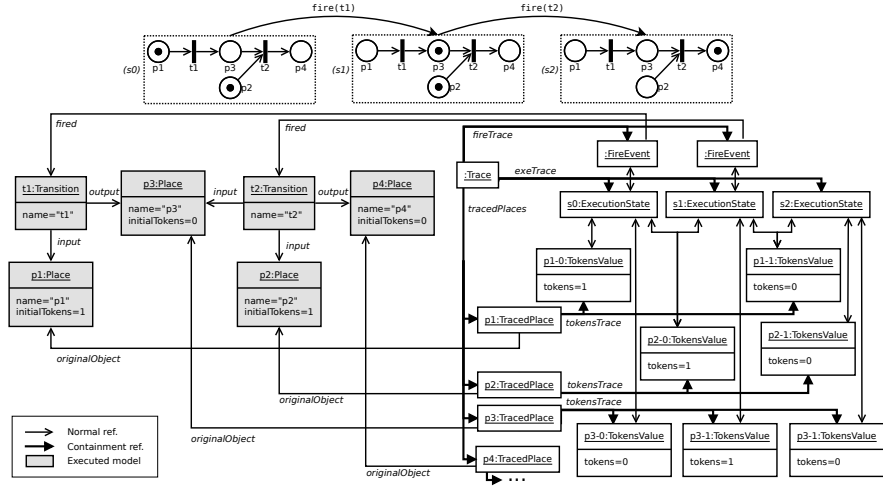 fire(t1)
fire(t2)
(s0)
p1
t1
p3
t2
p4
p2
(s1)
p1
t1
p3
t2
p4
p2
(s2)
p1
t1
p3
t2
p4
p2
fired
fired
fireTrace
:FireEvent
:FireEvent
:Trace
exeTrace
tracedPlaces
t1:Transition
name="t1"
output
p3:Place
name="p3"
initialTokens=0
input
t2:Transition
name="t2"
output
p4:Place
name="p4"
initialTokens=0
s0:ExecutionState
s1:ExecutionState
s2:ExecutionState
input
input
p1:Place
name="p1"
initialTokens=1
p2:Place
name="p2"
initialTokens=1
p1-0:TokensValue
tokens=1
p1-1:TokensValue
tokens=0
p1:TracedPlace
tokensTrace
originalObject
p2-0:TokensValue
tokens=1
p2-1:TokensValue
tokens=0
p2:TracedPlace
tokensTrace
originalObject
p3:TracedPlace
tokensTrace
originalObject
p3-0:TokensValue
tokens=0
p3-1:TokensValue
tokens=1
p3-1:TokensValue
tokens=0
p4:TracedPlace
originalObject
...
Normal ref.
Containment ref.
Executed model